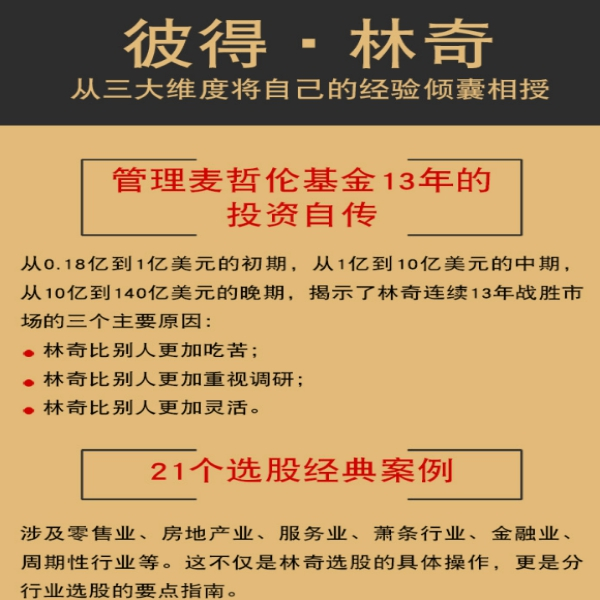 彼得·林奇
从三大维度将自己的经验倾囊相授
管理麦哲伦基金13年的
投资自传
从0.18亿到1亿美元的初期，从1亿到10亿美元的中期，
从10亿到140亿美元的晚期，揭示了林奇连续13年战胜市
场的三个主要原因：
● 林奇比别人更加吃苦；
● 林奇比别人更加重视调研；
● 林奇比别人更加灵活。
21个选股经典案例
涉及零售业、房地产业、服务业、萧条行业、金融业、
周期性行业等。这不仅是林奇选股的具体操作，更是分
行业选股的要点指南。